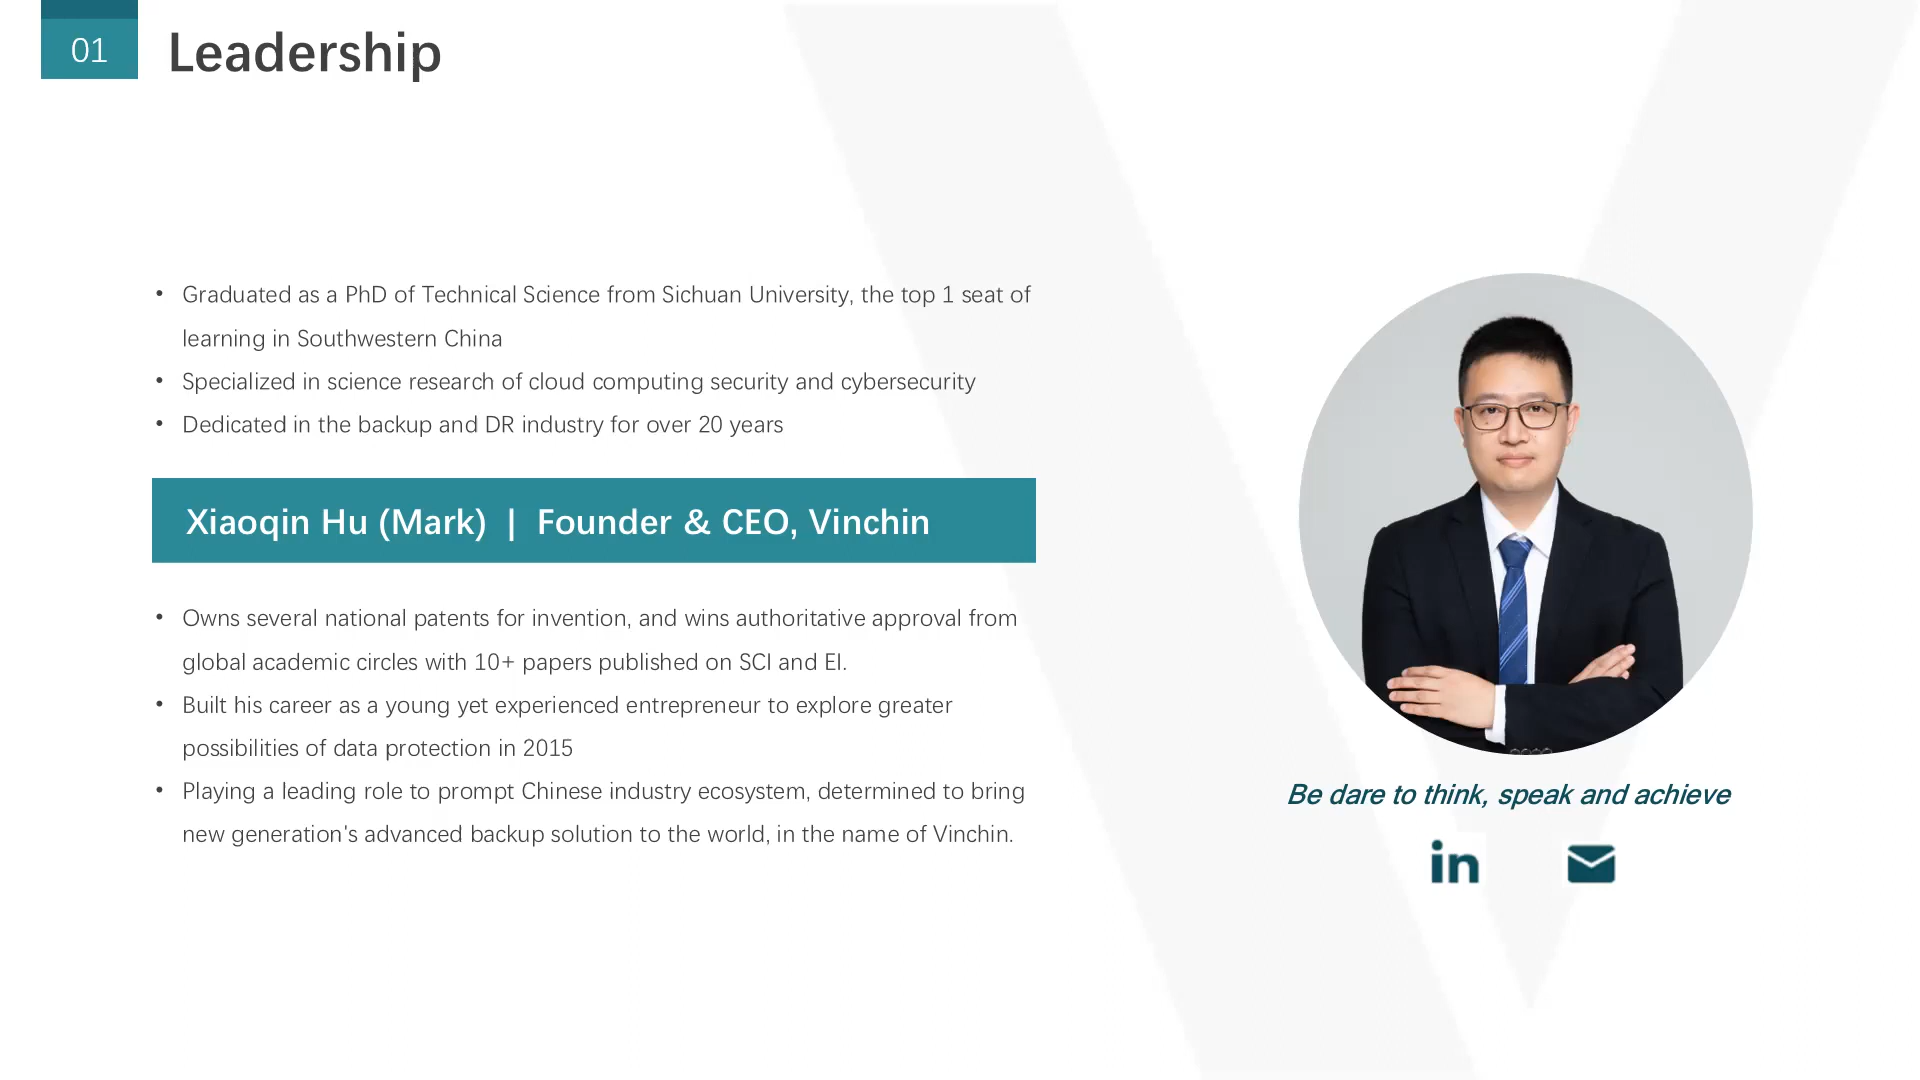 01
Leadership
• Graduated as a PhD of Technical Science from Sichuan University, the top 1 seat of
learning in Southwestern China
• Specialized in science research of cloud computing security and cybersecurity
• Dedicated in the backup and DR industry for over 20 years
Xiaoqin Hu (Mark) | Founder & CEO, Vinchin
• Owns several national patents for invention, and wins authoritative approval from
global academic circles with 10+ papers published on SCI and EI.
• Built his career as a young yet experienced entrepreneur to explore greater
possibilities of data protection in 2015
• Playing a leading role to prompt Chinese industry ecosystem, determined to bring
new generation's advanced backup solution to the world, in the name of Vinchin.
Be dare to think, speak and achieve
in